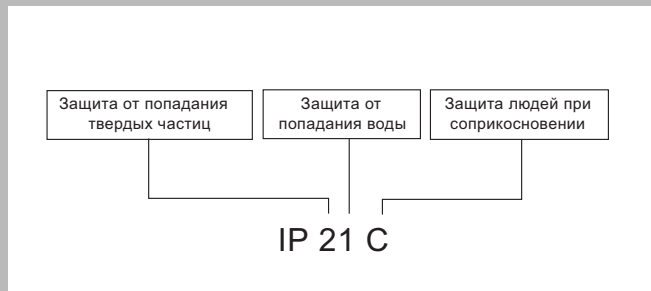 Защита от попадания
твердых частиц
Защита от
попадания воды
Защита людей при
соприкосновении
IP 21 C